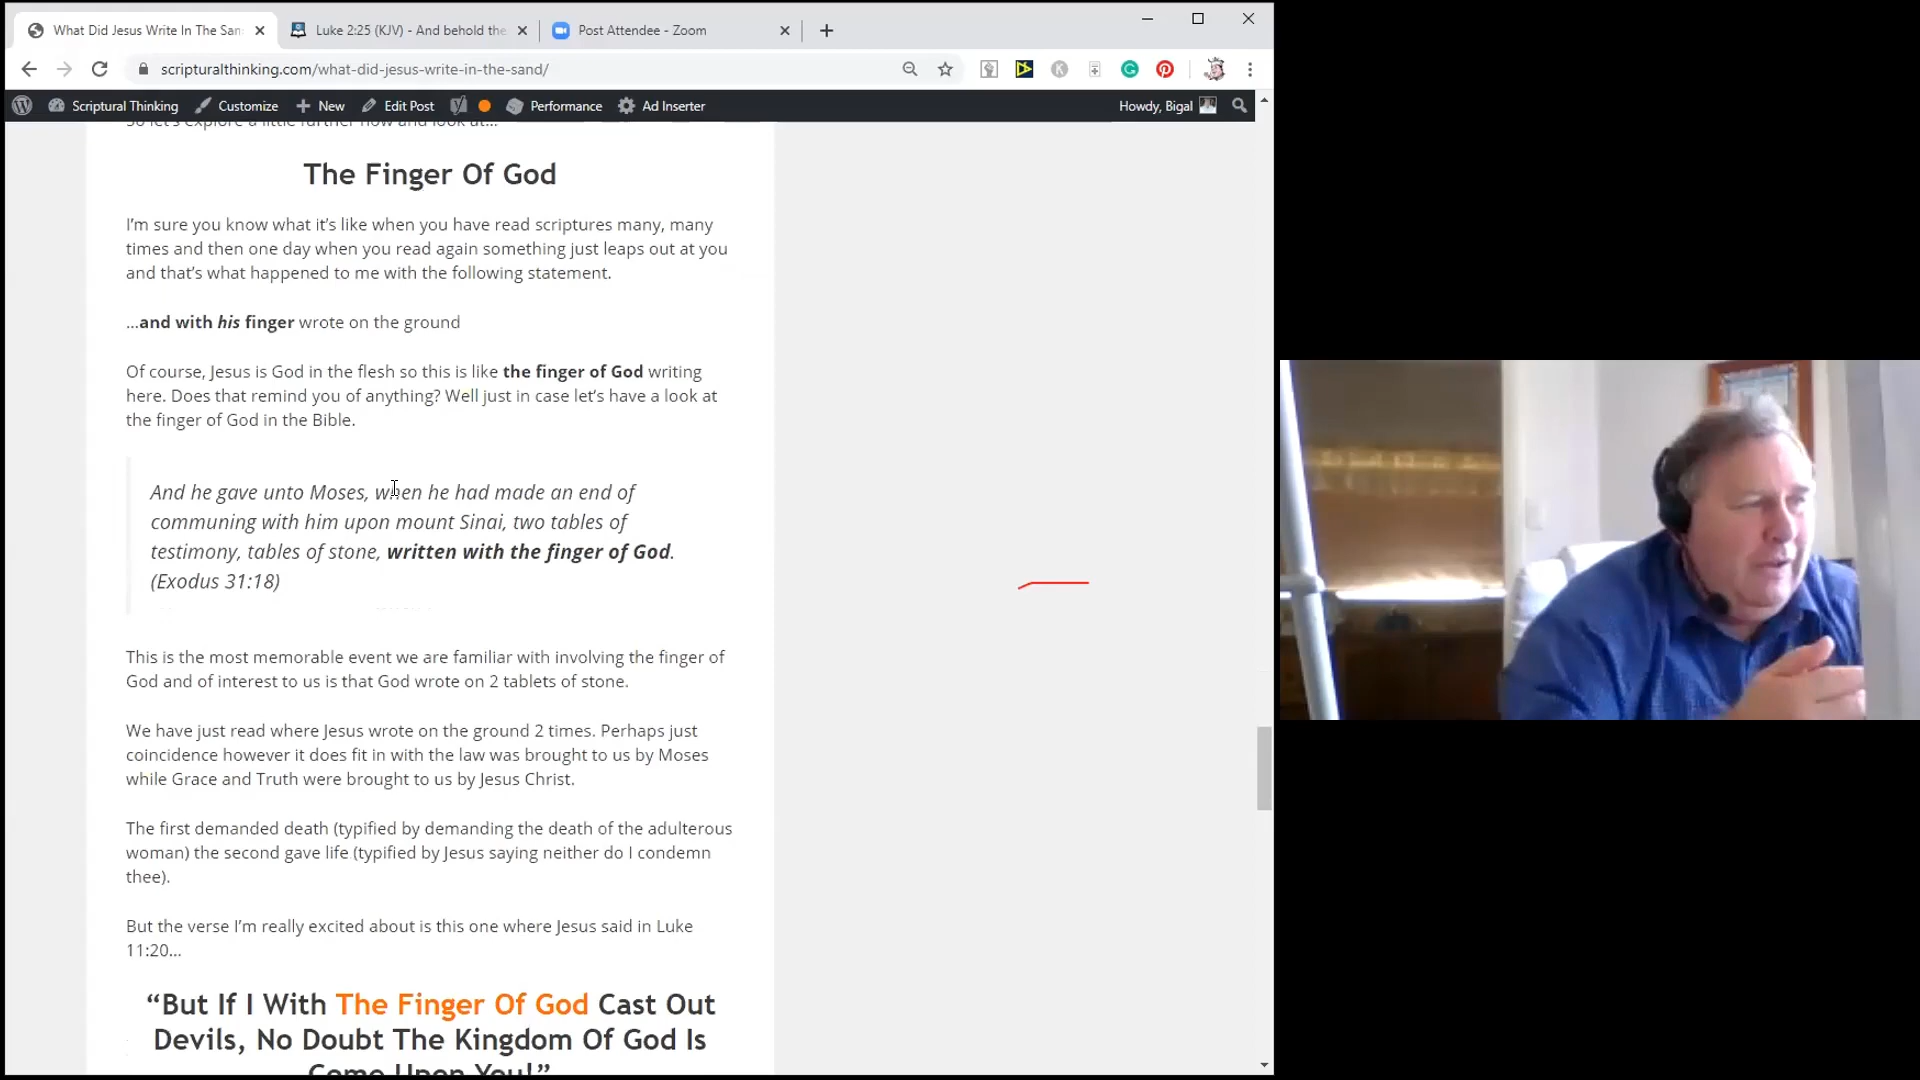 What Did Jesus Write In The San
Luke 2:25 (KJV) - And behold the
Post Attendee - Zoom
scripturalthinking.com/what-did-jesus-write-in-the-sand/
Scriptural Thinking Customize New Edit Post Performance Ad Inserter Howdy, Bigal
So let's explore a little further now and look at...
The Finger Of God
I'm sure you know what it's like when you have read scriptures many, many
times and then one day when you read again something just leaps out at you
and that's what happened to me with the following statement.
...and with his finger wrote on the ground
Of course, Jesus is God in the flesh so this is like the finger of God writing
here. Does that remind you of anything? Well just in case let's have a look at
the finger of God in the Bible.
And he gave unto Moses, when he had made an end of
communing with him upon mount Sinai, two tables of
testimony, tables of stone, written with the finger of God.
(Exodus 31:18)
This is the most memorable event we are familiar with involving the finger of
God and of interest to us is that God wrote on 2 tablets of stone.
We have just read where Jesus wrote on the ground 2 times. Perhaps just
coincidence however it does fit in with the law was brought to us by Moses
while Grace and Truth were brought to us by Jesus Christ.
The first demanded death (typified by demanding the death of the adulterous
woman) the second gave life (typified by Jesus saying neither do I condemn
thee).
But the verse I'm really excited about is this one where Jesus said in Luke
11:20...
“But If I With The Finger Of God Cast Out
Devils, No Doubt The Kingdom Of God Is
Come Upon You!”